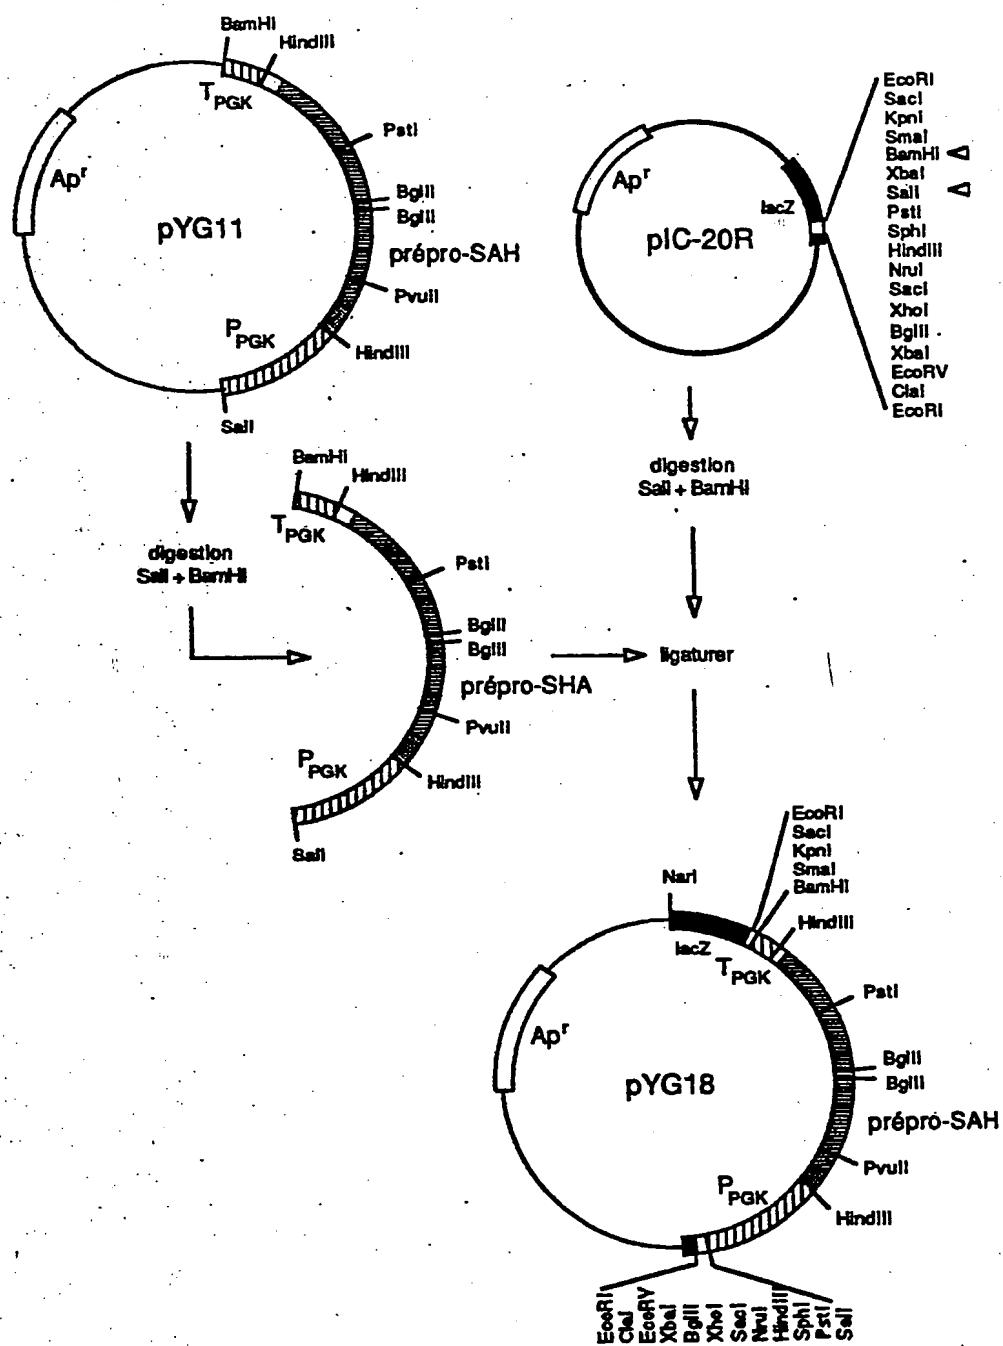 BamHI
HindIII
TPGK
PstI
Apr
BglII
BglII
pYG11
prépro-SAH
PvuII
PPGK
HindIII
SalI
EcoRI
SacI
KpnI
SmaI
BamHI
XbaI
SalI
PstI
SphI
HindIII
NruI
SacI
XhoI
BglII
XbaI
EcoRV
ClaI
EcoRI
Apr
lacZ
pIC-20R
digestion
SalI + BamHI
digestion
SalI + BamHI
BamHI
HindIII
TPGK
PstI
BglII
BglII
prépro-SHA
PvuII
PPGK
HindIII
SalI
ligaturer
EcoRI
SacI
KpnI
SmaI
BamHI
NarI
HindIII
lacZ
TPGK
PstI
Apr
BglII
BglII
pYG18
prépro-SAH
PvuII
PPGK
HindIII
EcoRI
ClaI
EcoRV
XbaI
BglII
XhoI
SacI
NruI
HindIII
SphI
PstI
SalI